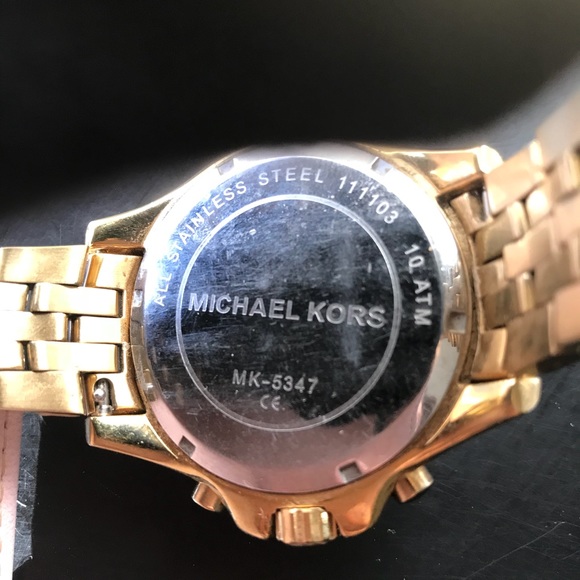 ALL STAINLESS STEEL 111103 10 ATM
MICHAEL KORS
MK-5347
CE